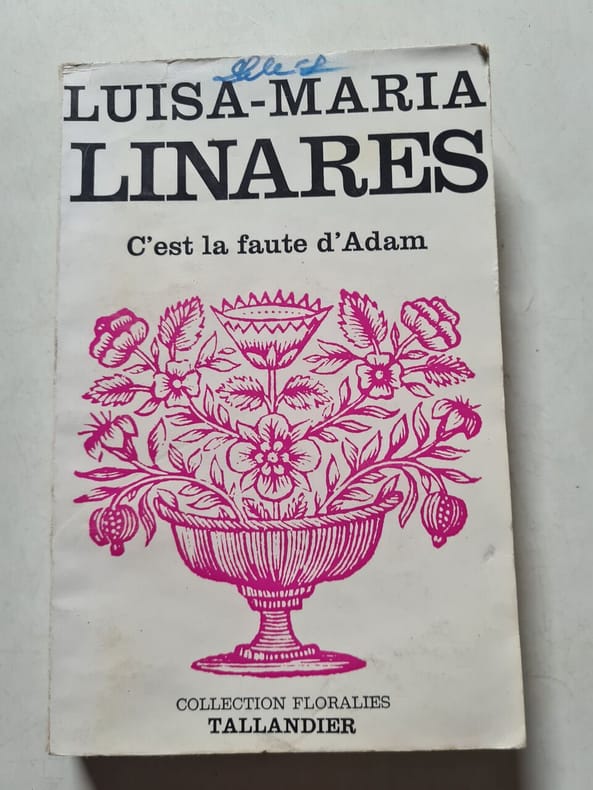 LUISA-MARIA
LINARES
C'est la faute d'Adam
COLLECTION FLORALIES
TALLANDIER